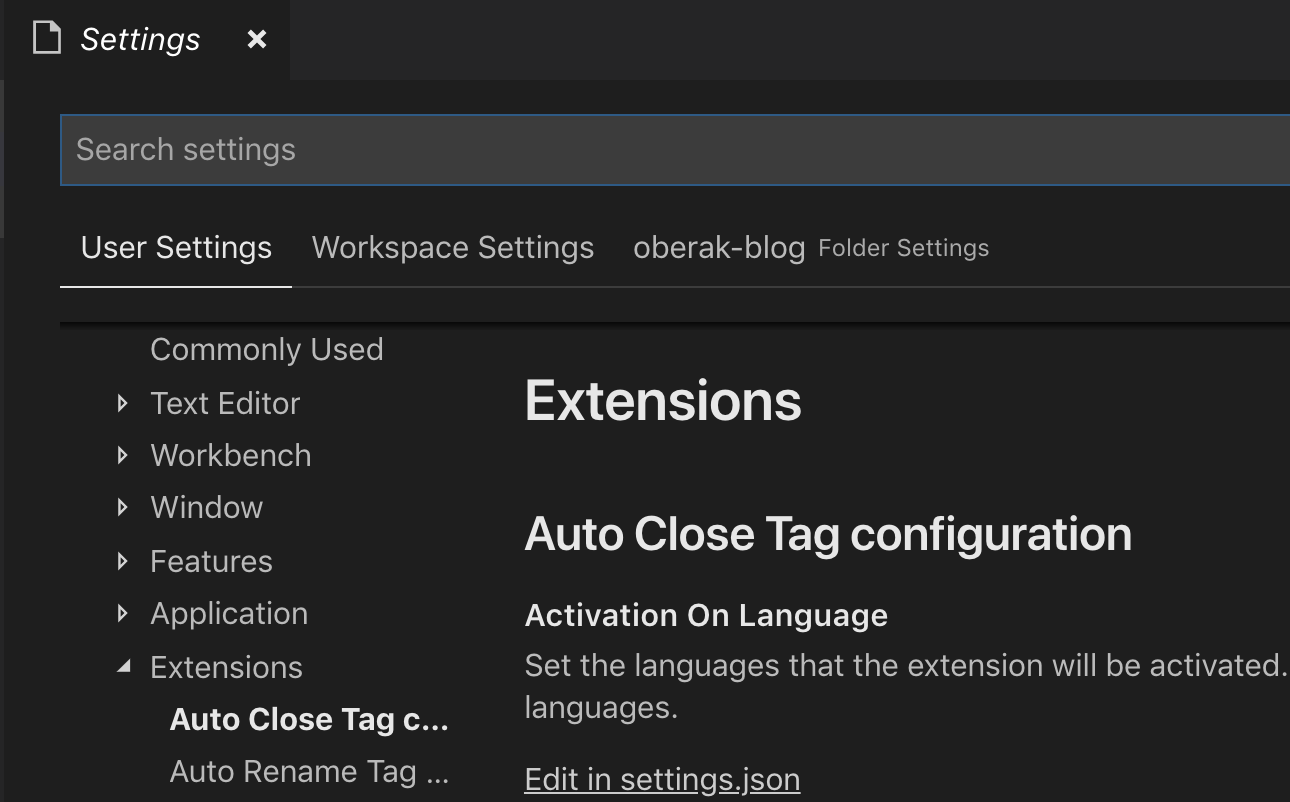 Settings
Search settings
User Settings Workspace Settings oberak-blog Folder Settings
Commonly Used
Text Editor
Workbench
Window
Features
Application
Extensions
Auto Close Tag c...
Auto Rename Tag ...
Extensions
Auto Close Tag configuration
Activation On Language
Set the languages that the extension will be activated.
languages.
Edit in settings.json